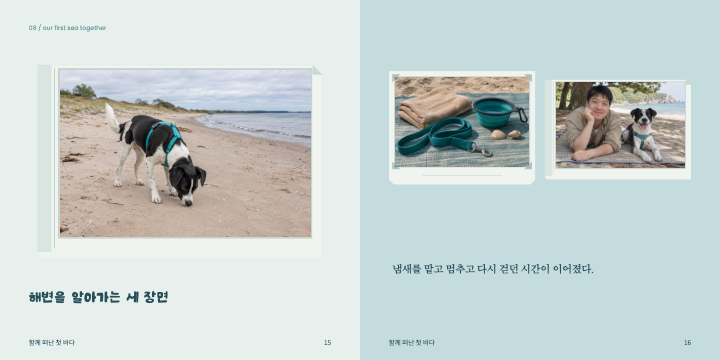 08 / our first sea together
해변을 알아가는 세 장면
함께 떠난 첫 바다
15
냄새를 맡고 멈추고 다시 걷던 시간이 이어졌다.
함께 떠난 첫 바다
16